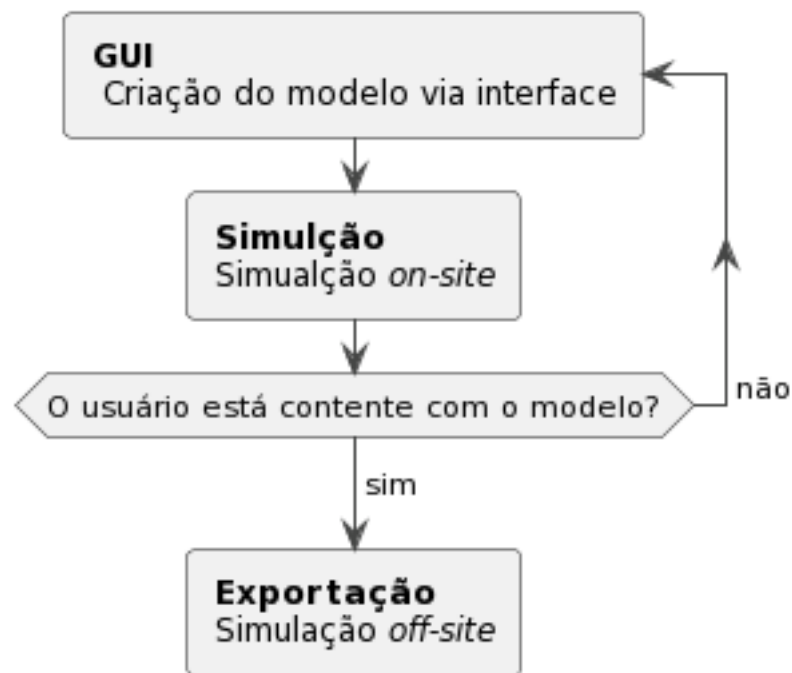 GUI
Criação do modelo via interface
Simulção
Simualção on-site
O usuário está contente com o modelo?
não
sim
Exportação
Simulação off-site